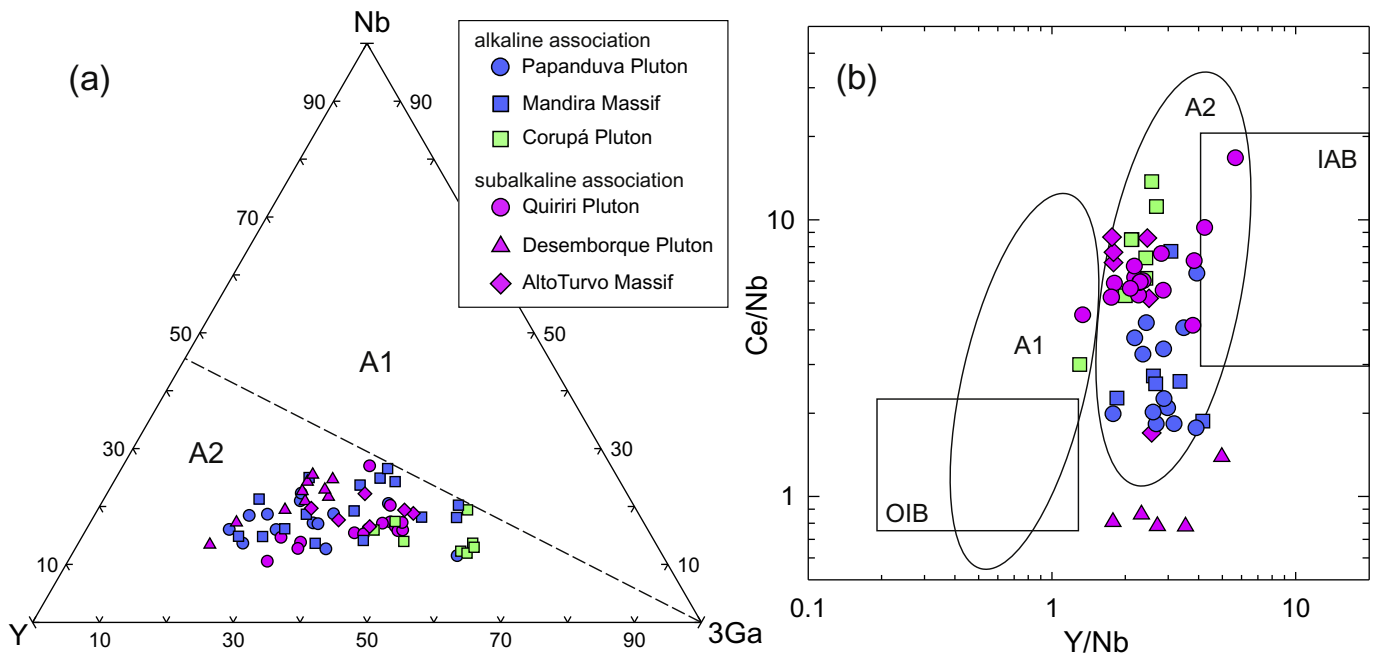 (a)
Nb
90
90
70
50
50
30
30
10
10
A1
A2
Y
10
30
50
70
90
3Ga
alkaline association
Papanduva Pluton
Mandira Massif
Corupá Pluton
subalkaline association
Quiriri Pluton
Desemborque Pluton
AltoTurvo Massif
(b)
A2
IAB
A1
OIB
10
1
Ce/Nb
0.1
1
10
Y/Nb